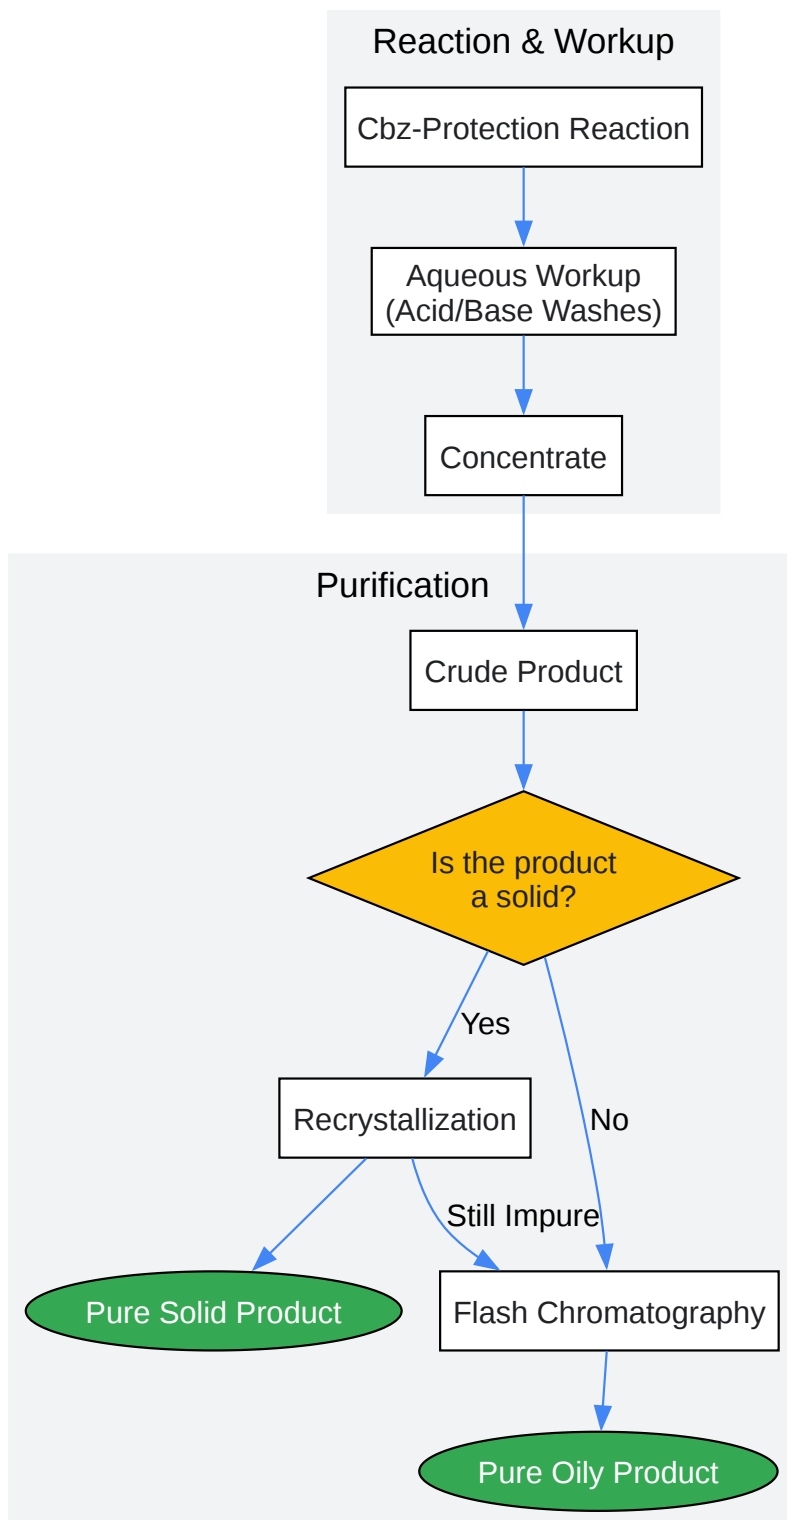 Reaction & Workup
Cbz-Protection Reaction
Aqueous Workup
(Acid/Base Washes)
Concentrate
Purification
Crude Product
Is the product
a solid?
Yes
Recrystallization
No
Still Impure
Pure Solid Product
Flash Chromatography
Pure Oily Product